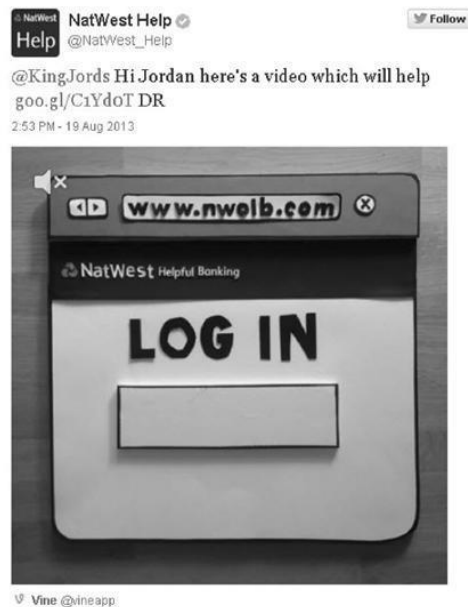 NatWest
Help
NatWest Help
@NatWest_Help
Follow
@KingJords Hi Jordan here's a video which will help
goo.gl/C1YdoT DR
2:53 PM - 19 Aug 2013
www.nwolb.com
NatWest Helpful Banking
LOG IN
Vine @vineapp